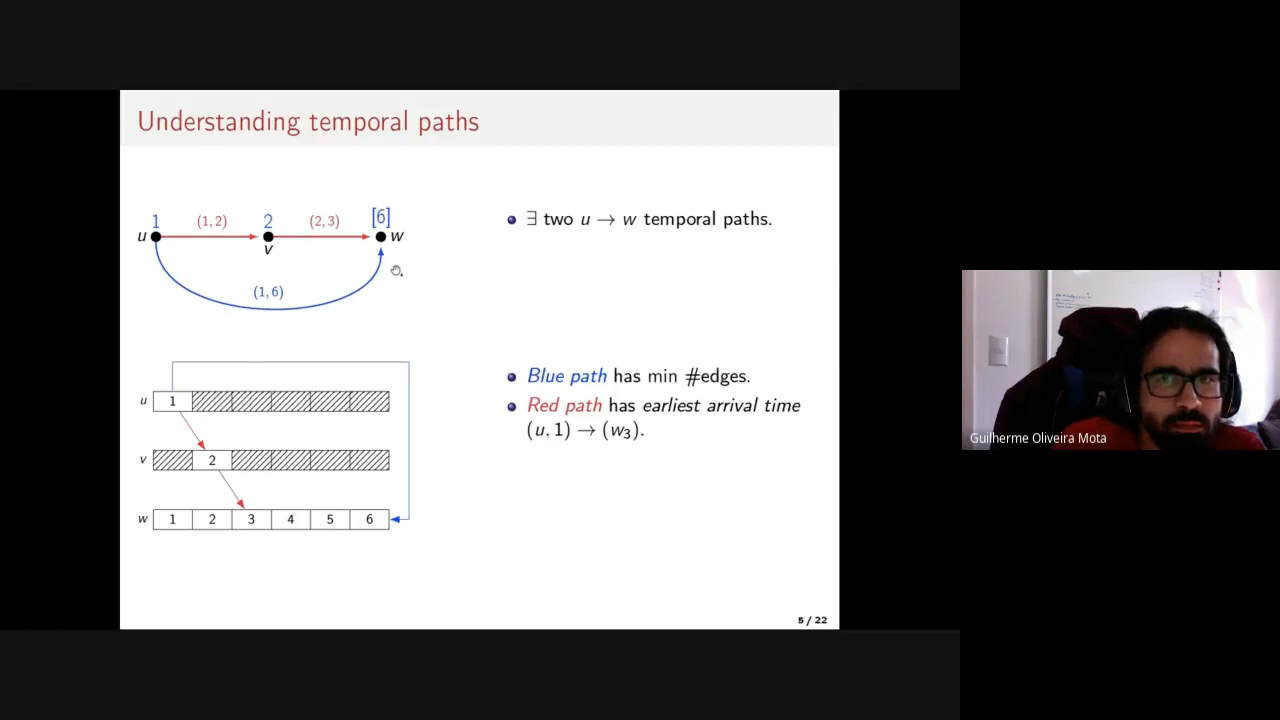 Understanding temporal paths
1 (1, 2) 2 (2, 3) [6]
u v w
(1, 6)
∃ two u → w temporal paths.
u 1
v 2
w 1 2 3 4 5 6
Blue path has min #edges.
Red path has earliest arrival time
(u, 1) → (w₃).
5 / 22
Guilherme Oliveira Mota